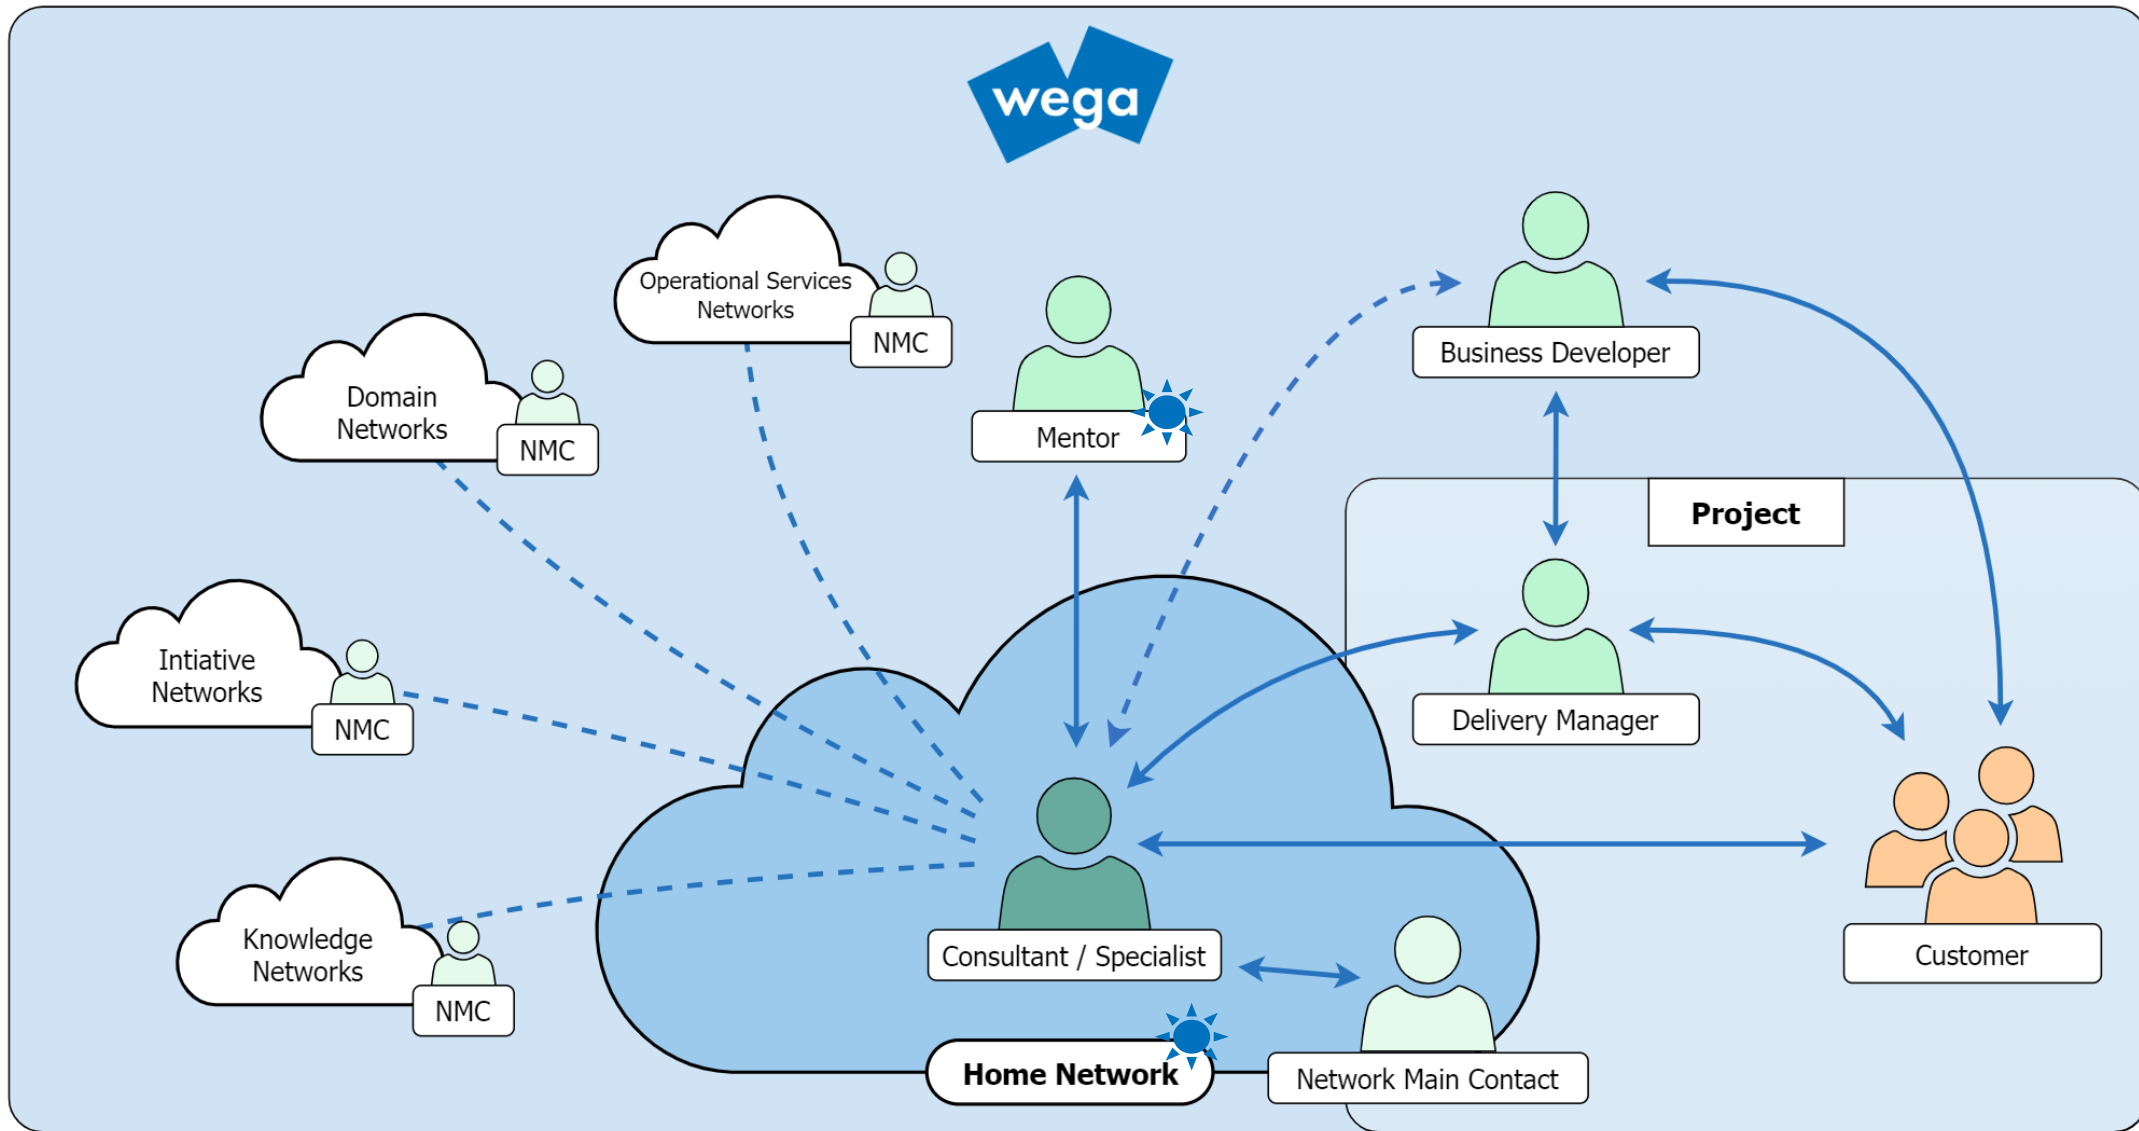 wega
Operational Services
Networks
NMC
Domain
Networks
NMC
Mentor
Business Developer
Project
Intiative
Networks
NMC
Delivery Manager
Knowledge
Networks
NMC
Consultant / Specialist
Customer
Home Network
Network Main Contact